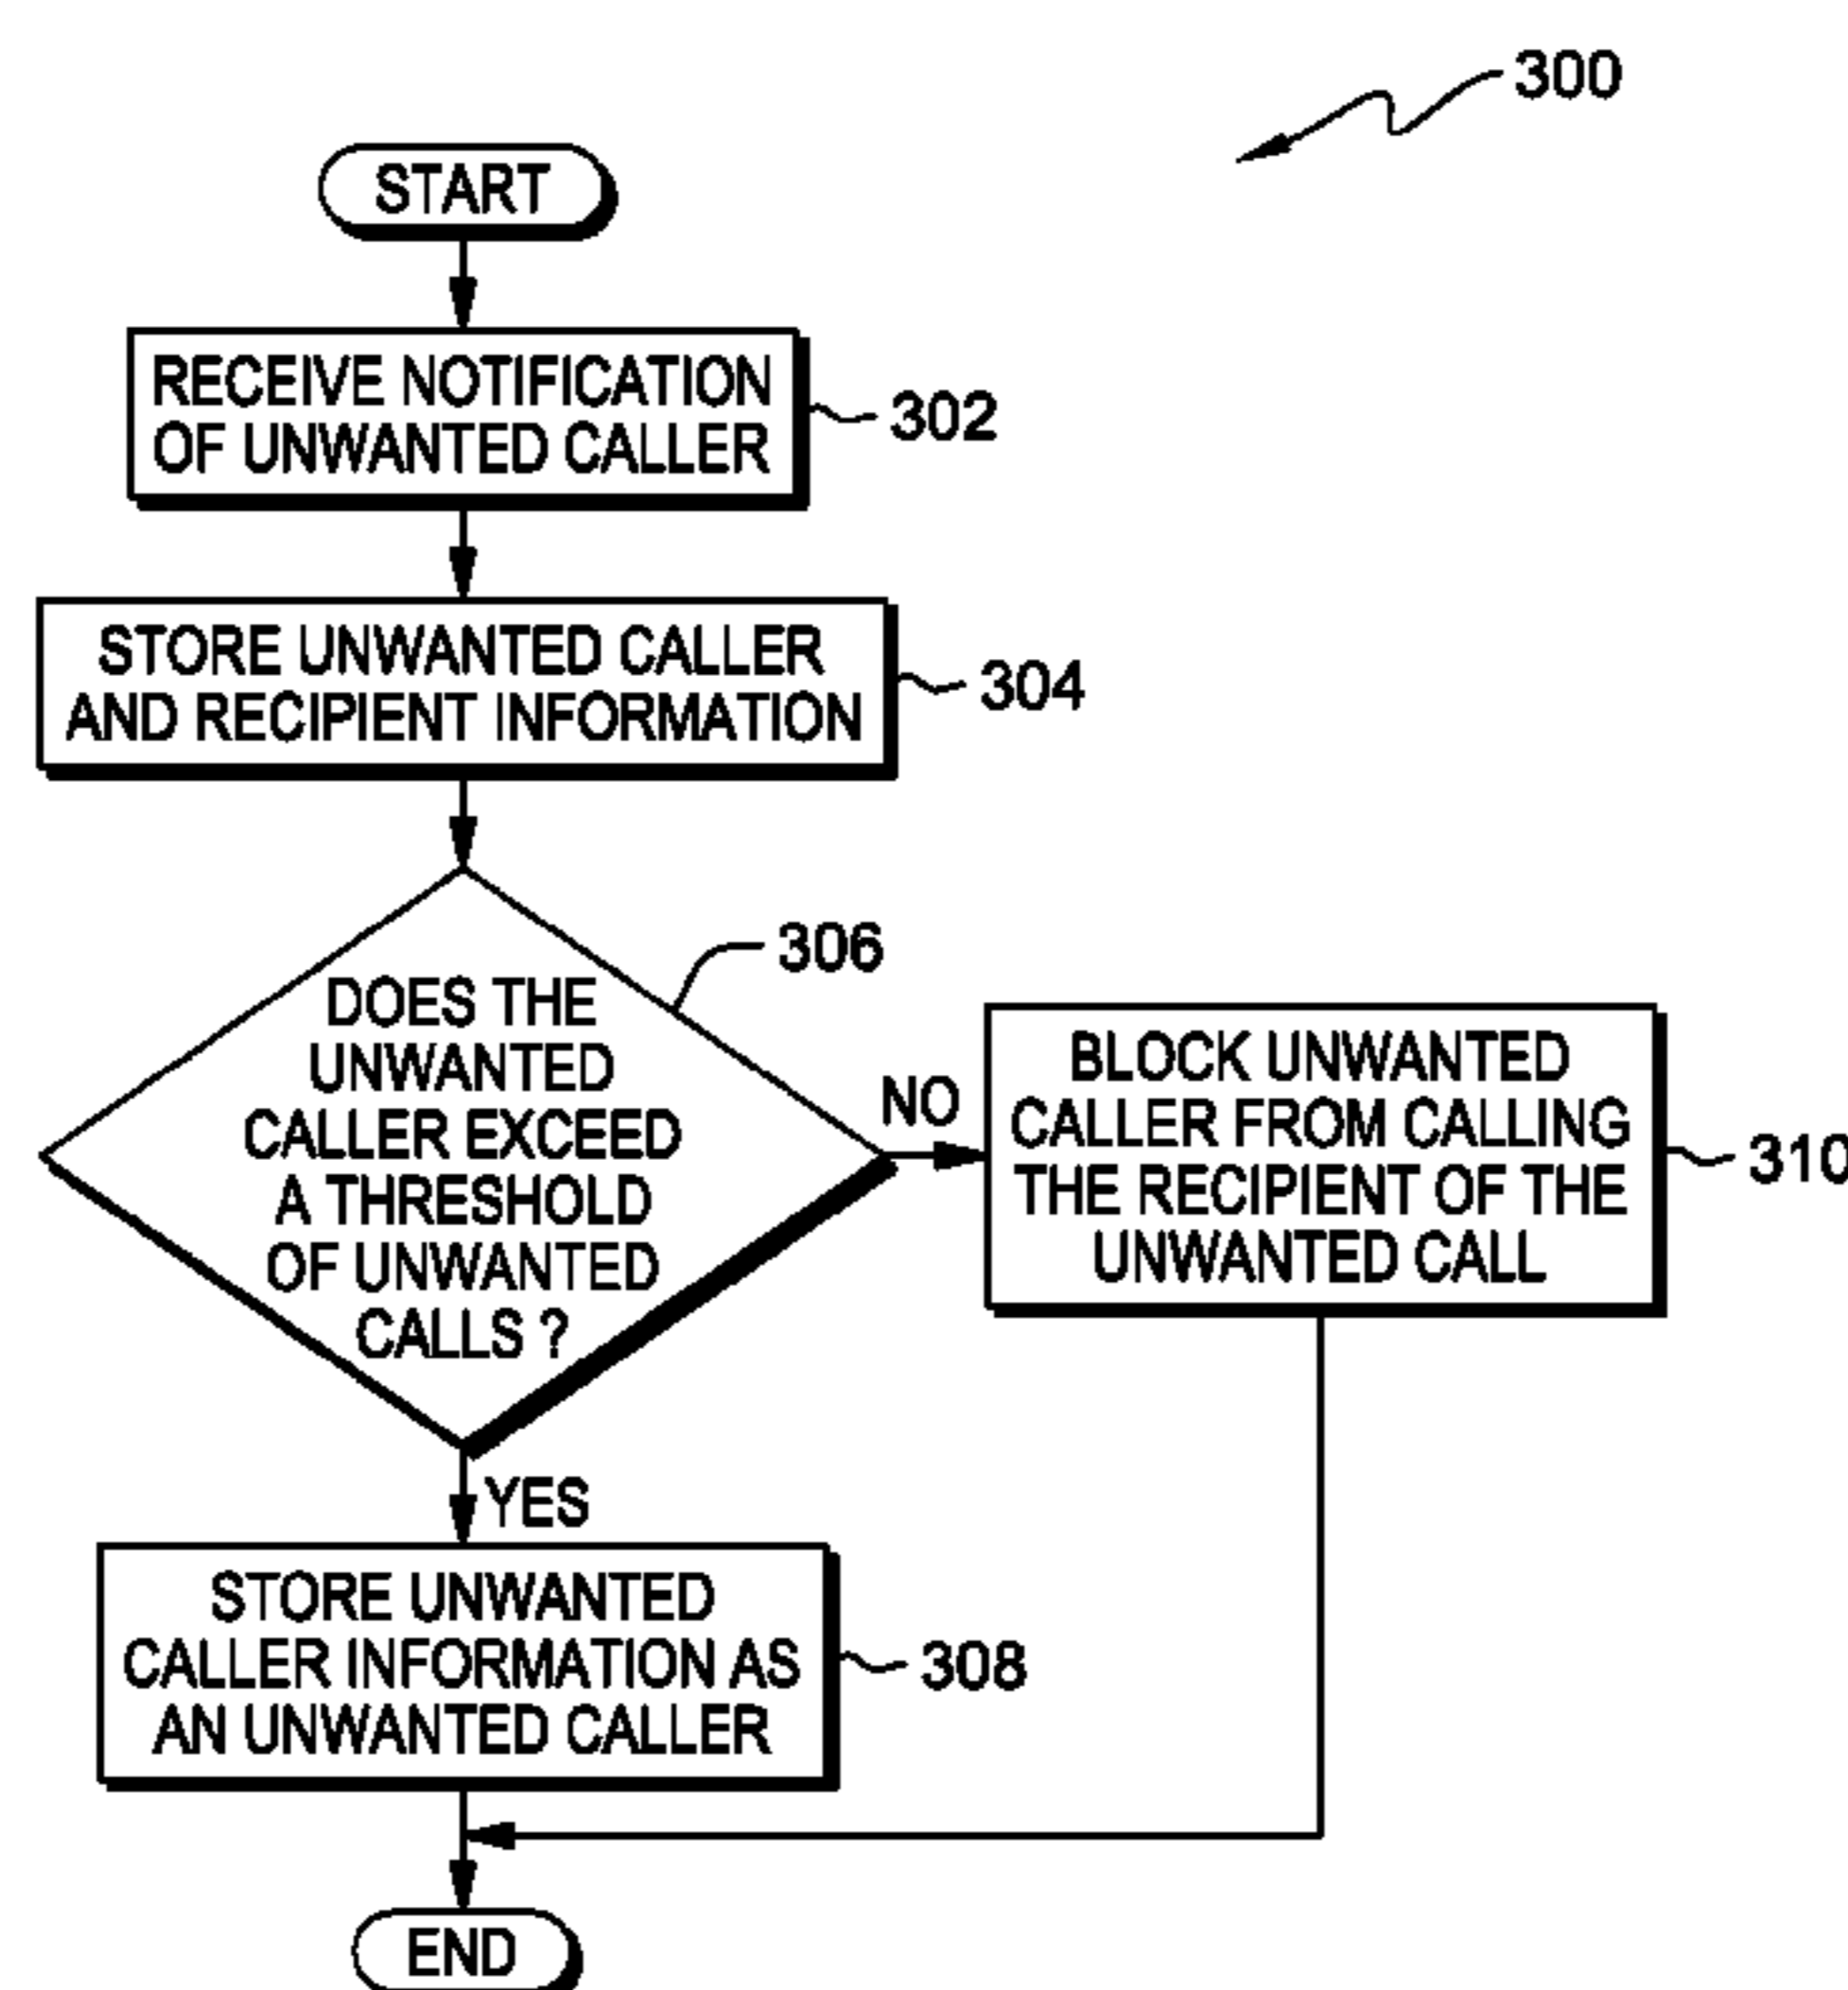 300
START
RECEIVE NOTIFICATION
OF UNWANTED CALLER
302
STORE UNWANTED CALLER
AND RECIPIENT INFORMATION
304
306
DOES THE
UNWANTED
CALLER EXCEED
A THRESHOLD
OF UNWANTED
CALLS ?
NO
BLOCK UNWANTED
CALLER FROM CALLING
THE RECIPIENT OF THE
UNWANTED CALL
310
YES
STORE UNWANTED
CALLER INFORMATION AS
AN UNWANTED CALLER
308
END